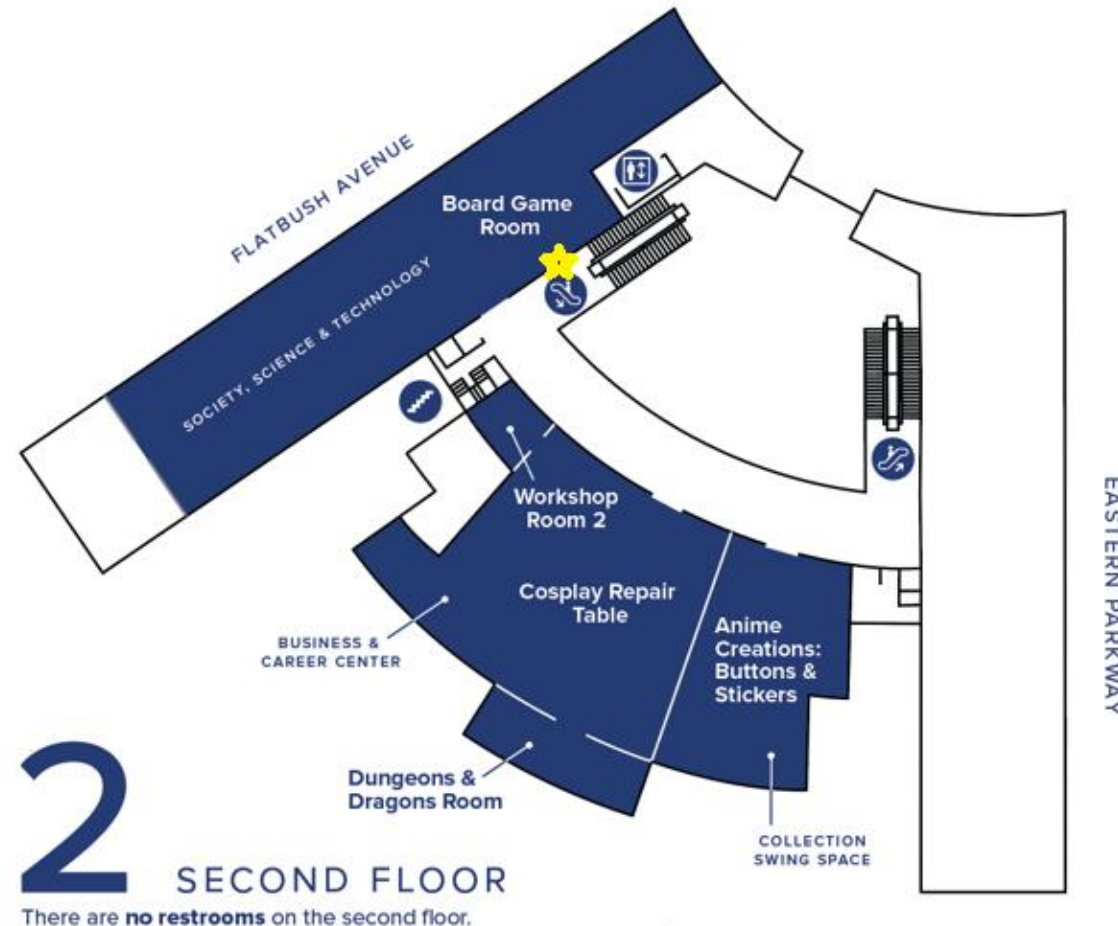 FLATBUSH AVENUE
Board Game
Room
SOCIETY, SCIENCE & TECHNOLOGY
EASTERN PARKWAY
Workshop
Room 2
Cosplay Repair
Table
Anime
Creations:
Buttons &
Stickers
BUSINESS &
CAREER CENTER
Dungeons &
Dragons Room
COLLECTION
SWING SPACE
2
SECOND FLOOR
There are no restrooms on the second floor.